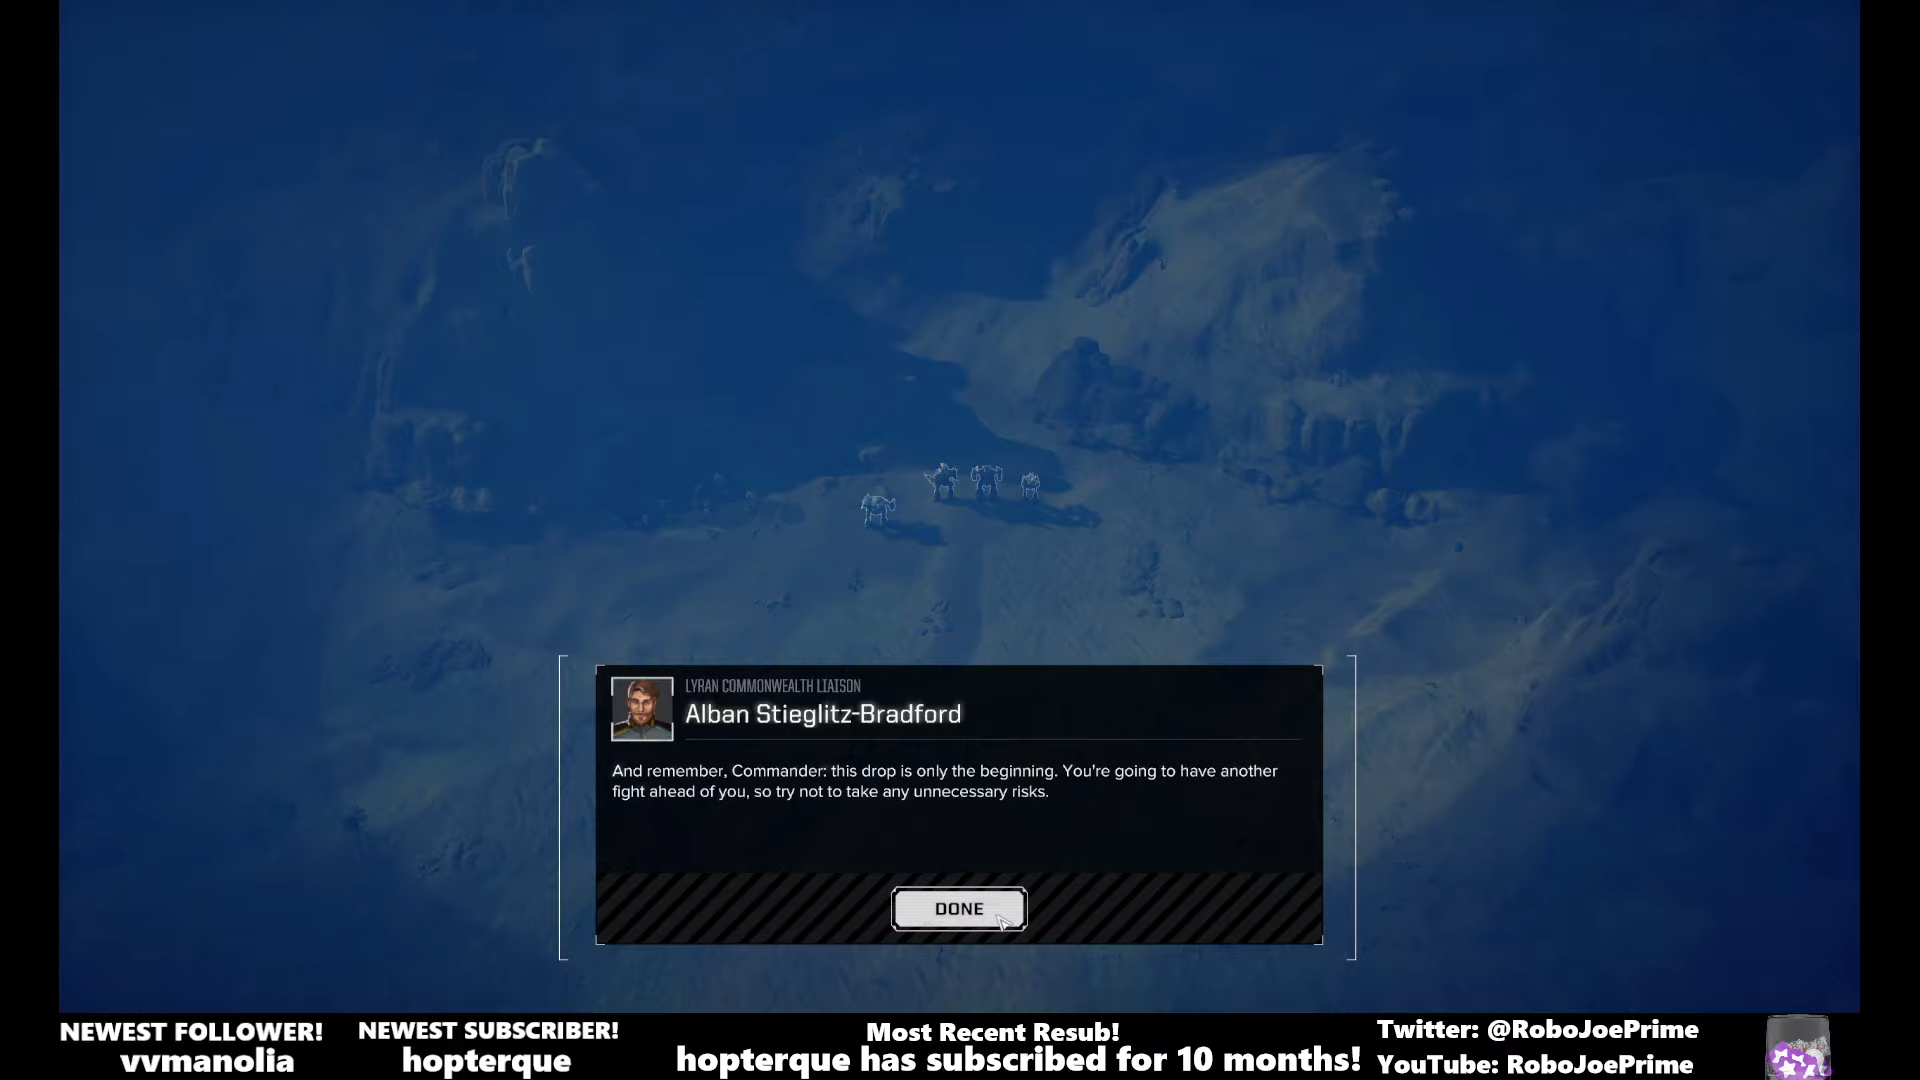 LYRAN COMMONWEALTH LIAISON
Alban Stieglitz-Bradford
And remember, Commander: this drop is only the beginning. You're going to have another
fight ahead of you, so try not to take any unnecessary risks.
DONE
NEWEST FOLLOWER!
vvmanolia
NEWEST SUBSCRIBER!
hopterque
Most Recent Resub!
hopterque has subscribed for 10 months!
Twitter: @RoboJoePrime
YouTube: RoboJoePrime